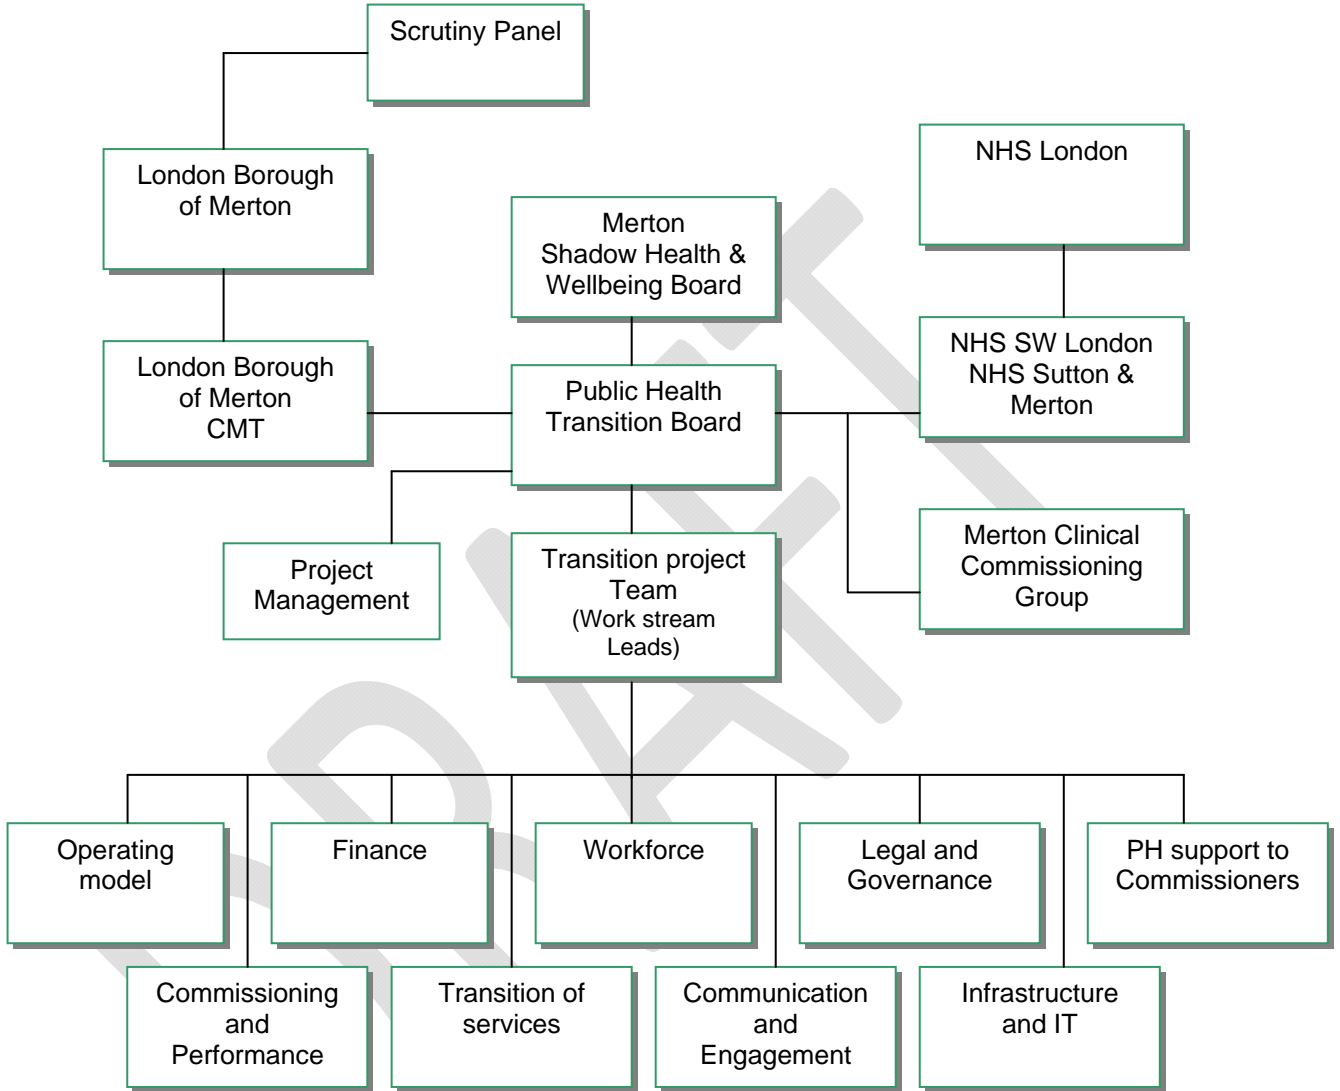 Scrutiny Panel
London Borough
of Merton
NHS London
Merton
Shadow Health &
Wellbeing Board
London Borough
of Merton
CMT
Public Health
Transition Board
NHS SW London
NHS Sutton &
Merton
Project
Management
Transition project
Team
(Work stream
Leads)
Merton Clinical
Commissioning
Group
Operating
model
Finance
Workforce
Legal and
Governance
PH support to
Commissioners
Commissioning
and
Performance
Transition of
services
Communication
and
Engagement
Infrastructure
and IT
DRAFT